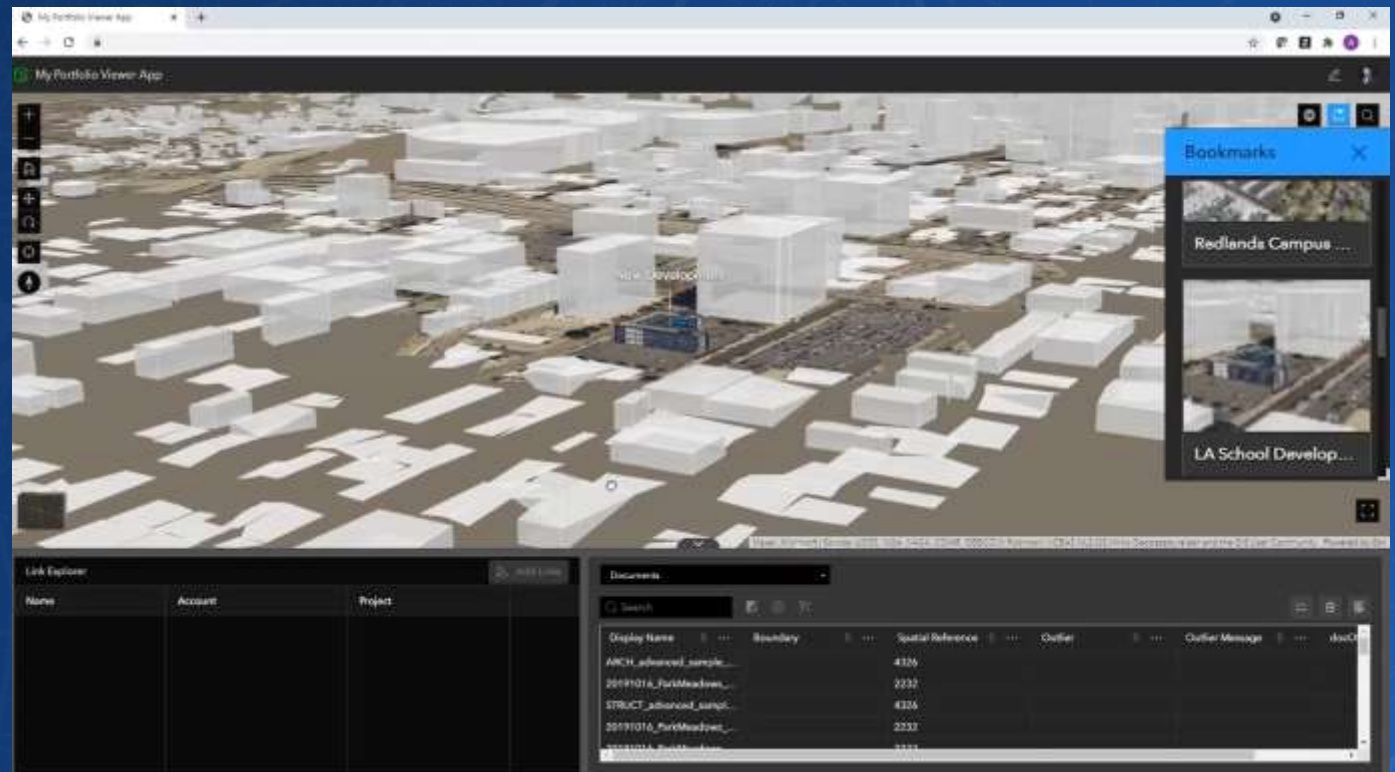 My Portfolio Viewer App
My Portfolio Viewer App
Bookmarks
Redlands Campus ...
New Development
LA School Develop...
Link Explorer
Add Links
Name Account Project
Documents
Search
Display Name Boundary Spatial Reference Outlier Outlier Message
ARCH_advanced_sample_... 4326
20191016_ParkMeadows_... 2232
STRUCT_advanced_sampl... 4326
20191016_ParkMeadows_... 2232